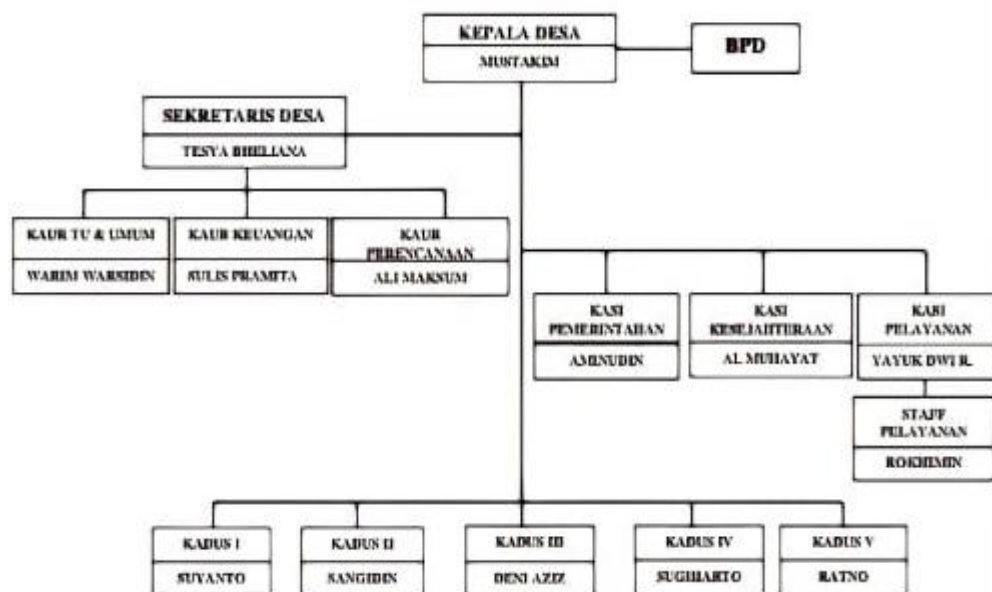 KEPALA DESA
MUSTAKIM
BPD
SEKRETARIS DESA
TESYA BHELIANA
KAUR TU & UMUM
WARIM WARSIDIN
KAUR KEUANGAN
SULIS PRAMITA
KAUR
PERENCANAAN
ALI MAKSUM
KASI
PEMERINTAHAN
AMINUDIN
KASI
KESEJAHTERAAN
AL MUHAYAT
KASI
PELAYANAN
YAYUK DWI R.
STAFF
PELAYANAN
ROKHIMIN
KADUS I
SUYANTO
KADUS II
SANGIDIN
KADUS III
DENI AZIZ
KADUS IV
SUGIHARTO
KADUS V
RATNO